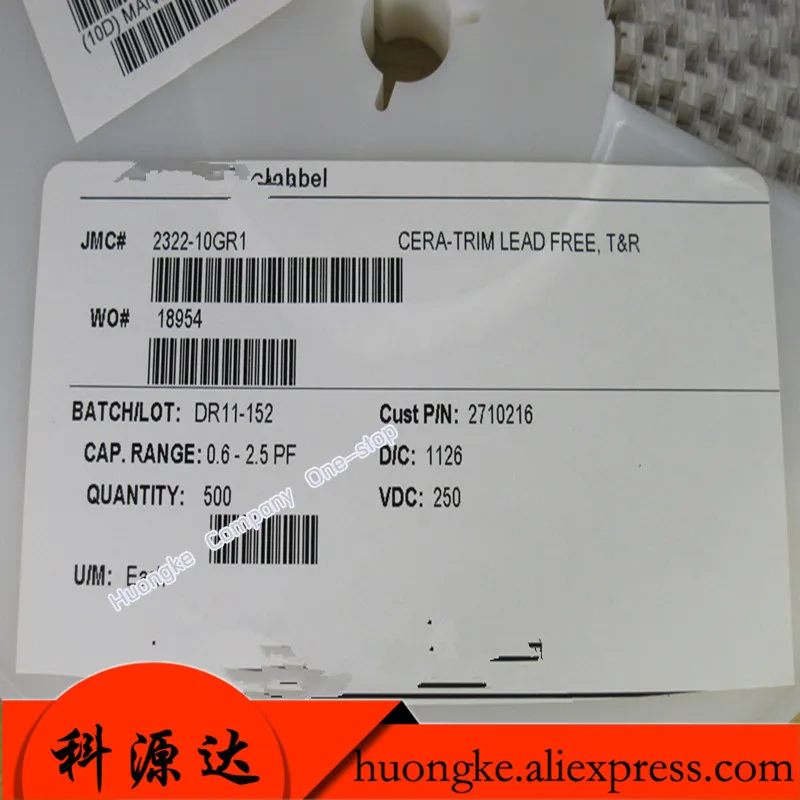 (10D) MAN
JMC# 2322-10GR1 CERA-TRIM LEAD FREE, T&R
WO# 18954
BATCH/LOT: DR11-152 Cust P/N: 2710216
CAP. RANGE: 0.6 - 2.5 PF D/C: 1126
QUANTITY: 500 VDC: 250
U/M:
Huongke Company One-stop
科源达
huongke.aliexpress.com